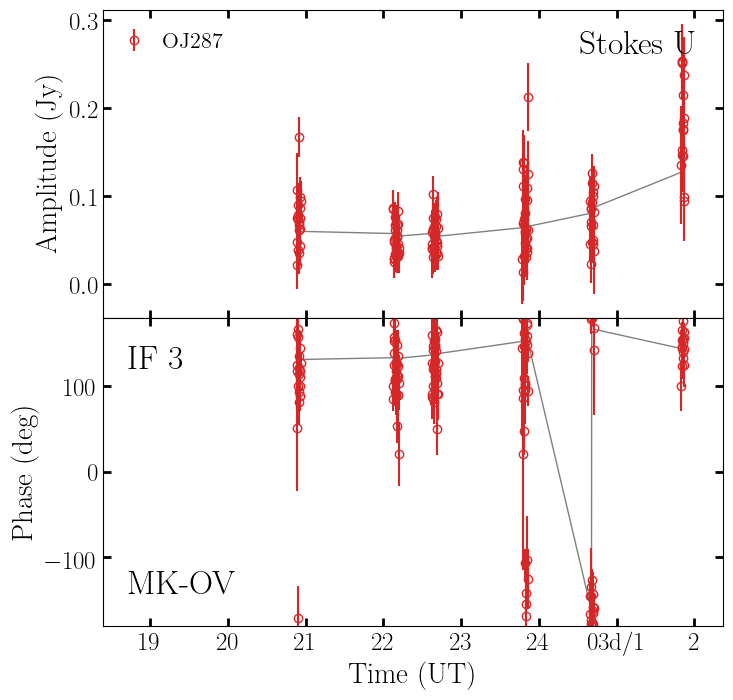 0.3
OJ287
Stokes U
0.2
Amplitude (Jy)
0.1
0.0
IF 3
100
Phase (deg)
0
−100
MK-OV
19 20 21 22 23 24 03d/1 2
Time (UT)